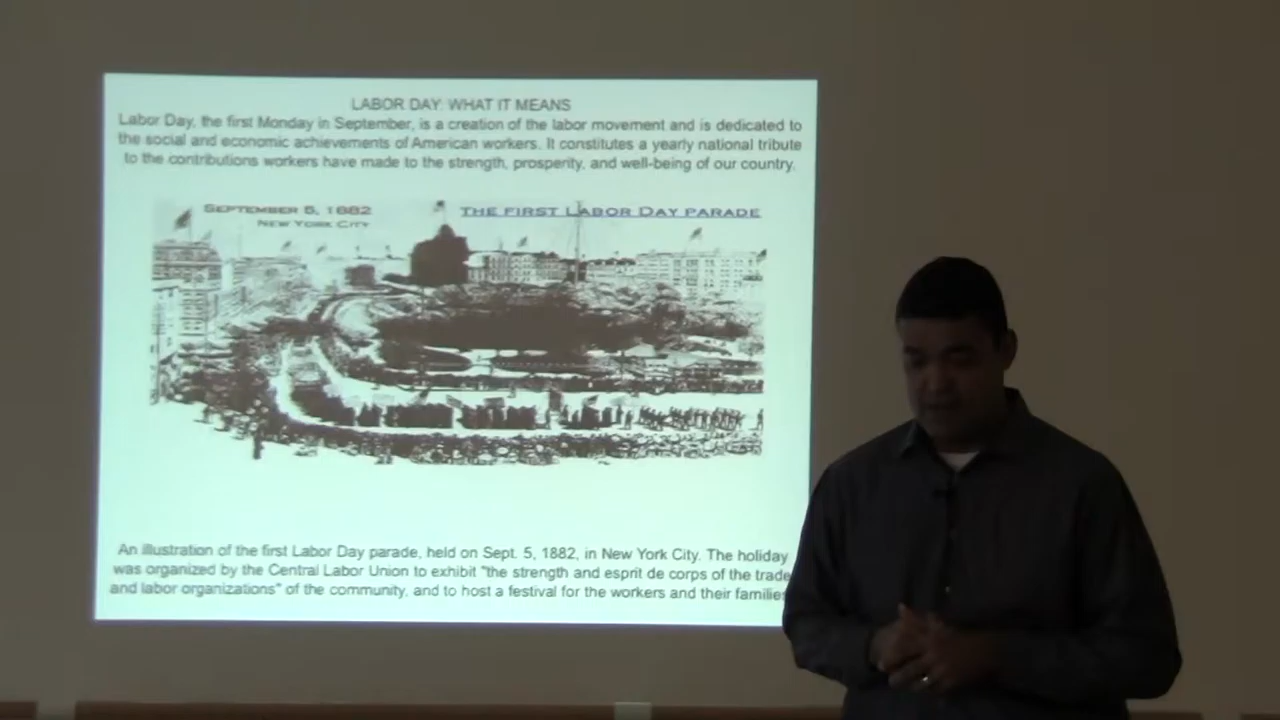 LABOR DAY: WHAT IT MEANS
Labor Day, the first Monday in September, is a creation of the labor movement and is dedicated to
the social and economic achievements of American workers. It constitutes a yearly national tribute
to the contributions workers have made to the strength, prosperity, and well-being of our country.
SEPTEMBER 5, 1882
NEW YORK CITY
THE FIRST LABOR DAY PARADE
An illustration of the first Labor Day parade, held on Sept. 5, 1882, in New York City. The holiday
was organized by the Central Labor Union to exhibit "the strength and esprit de corps of the trade
and labor organizations" of the community, and to host a festival for the workers and their families